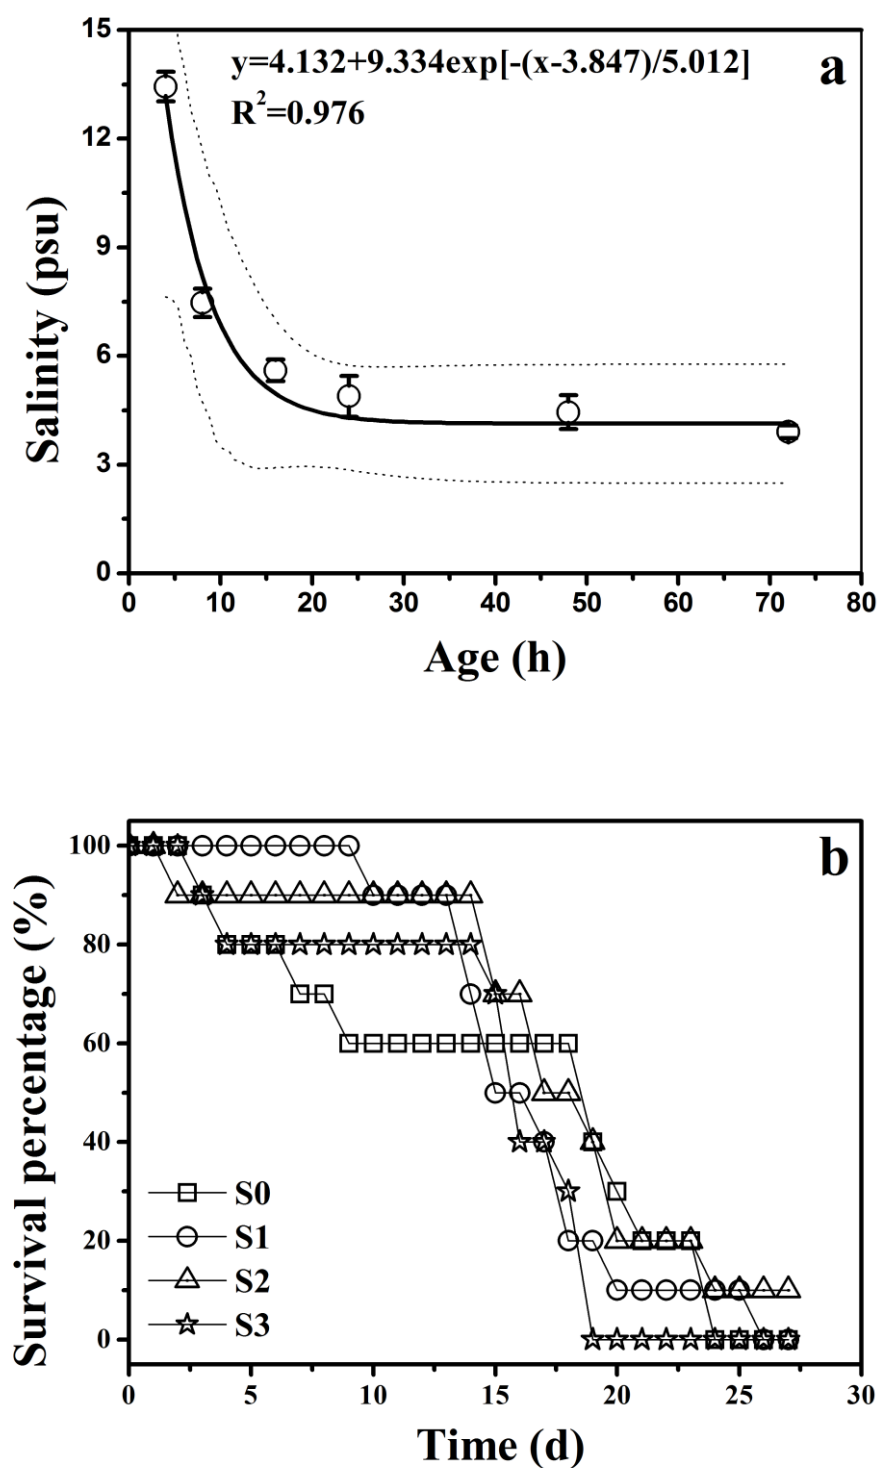 y=4.132+9.334exp[-(x-3.847)/5.012]
a
R²=0.976
15
12
9
6
3
0
Salinity (psu)
0 10 20 30 40 50 60 70 80
Age (h)
b
100
80
60
40
20
0
Survival percentage (%)
S0
S1
S2
S3
0 5 10 15 20 25 30
Time (d)